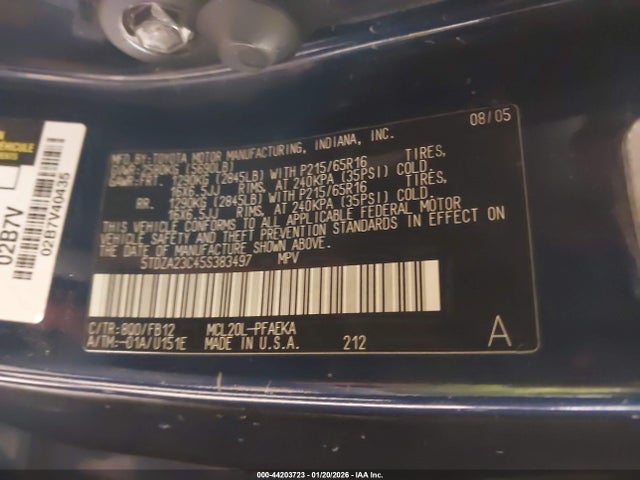 08/05
MFD.BY:TOYOTA MOTOR MANUFACTURING, INDIANA, INC.
1290KG (2845LB) WITH P215/65R16 TIRES,
16X6.5JJ RIMS, AT 240KPA (35PSI) COLD.
RR. 1290KG (2845LB) WITH P215/65R16 TIRES,
16X6.5JJ RIMS, AT 240KPA (35PSI) COLD.
THIS VEHICLE CONFORMS TO ALL APPLICABLE FEDERAL MOTOR
VEHICLE SAFETY AND THEFT PREVENTION STANDARDS IN EFFECT ON
THE DATE OF MANUFACTURE SHOWN ABOVE.
5TDZA23C45S383497 MPV
C/TR:8Q0/FB12 MCL20L-PFAEKA
A/TM:-01A/U151E MADE IN U.S.A. 212 A
VEHICLE
02B7V
02B7V40435
000-44203723 - 01/20/2026 - IAA Inc.